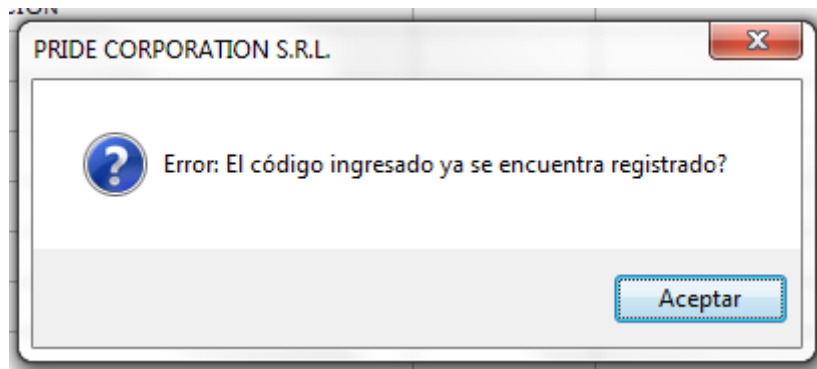 PRIDE CORPORATION S.R.L.
Error: El código ingresado ya se encuentra registrado?
Aceptar